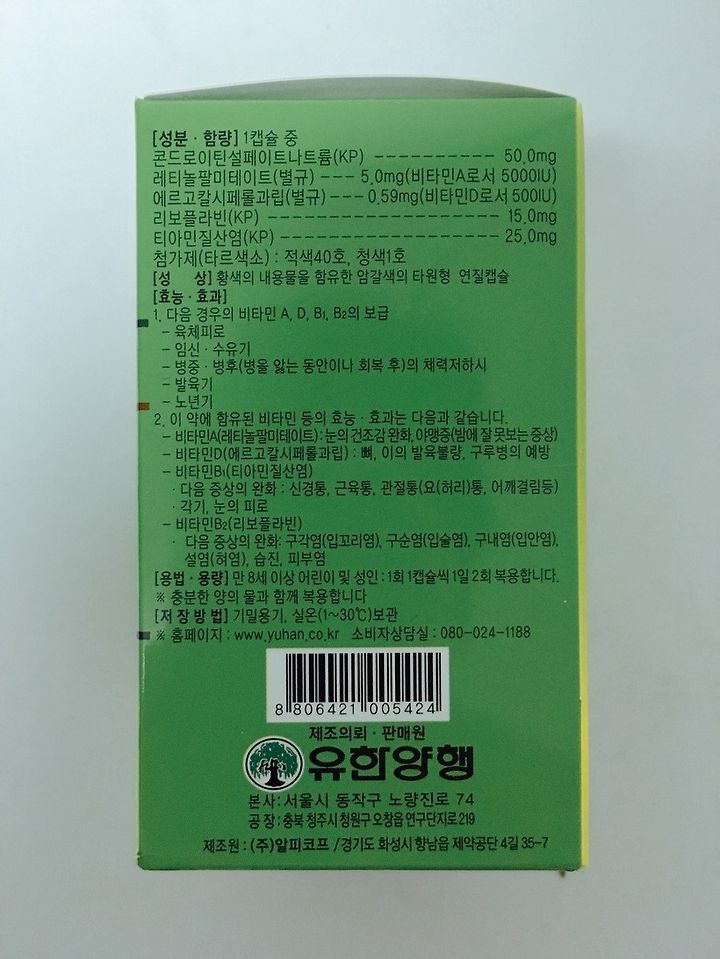 [성분 · 함량] 1캡슐 중
콘드로이틴설페이트나트륨(KP) ---------- 50.0mg
레티놀팔미테이트(별규) --- 5.0mg(비타민A로서 5000IU)
에르고칼시페롤과립(별규) --- 0.59mg(비타민D로서 500IU)
리보플라빈(KP) -------------------- 15.0mg
티아민질산염(KP) ------------------- 25.0mg
첨가제(타르색소) : 적색40호, 청색1호
[성 상] 황색의 내용물을 함유한 암갈색의 타원형 연질캡슐
[효능 · 효과]
1. 다음 경우의 비타민 A, D, B₁, B₂의 보급
- 육체피로
- 임신 · 수유기
- 병중 · 병후(병을 앓는 동안이나 회복 후)의 체력저하시
- 발육기
- 노년기
2. 이 약에 함유된 비타민 등의 효능 · 효과는 다음과 같습니다.
- 비타민A(레티놀팔미테이트) : 눈의 건조감 완화, 야맹증(밤에 잘 못보는 증상)
- 비타민D(에르고칼시페롤과립) : 뼈, 이의 발육불량, 구루병의 예방
- 비타민B₁(티아민질산염)
· 다음 증상의 완화 : 신경통, 근육통, 관절통(요(허리)통, 어깨결림등)
· 각기, 눈의 피로
- 비타민B₂(리보플라빈)
· 다음 증상의 완화: 구각염(입꼬리염), 구순염(입술염), 구내염(입안염),
설염(혀염), 습진, 피부염
[용법 · 용량] 만 8세 이상 어린이 및 성인 : 1회 1캡슐씩 1일 2회 복용합니다.
※ 충분한 양의 물과 함께 복용합니다
[저 장 방 법] 기밀용기, 실온(1~30℃)보관
※ 홈페이지 : www.yuhan.co.kr 소비자상담실 : 080-024-1188
8 806421 005424
제조의뢰 · 판매원
유한양행
본사 : 서울시 동작구 노량진로 74
공 장 : 충북 청주시 청원구 오창읍 연구단지로 219
제조원 : (주)알피코프 / 경기도 화성시 향남읍 제약공단 4길 35-7